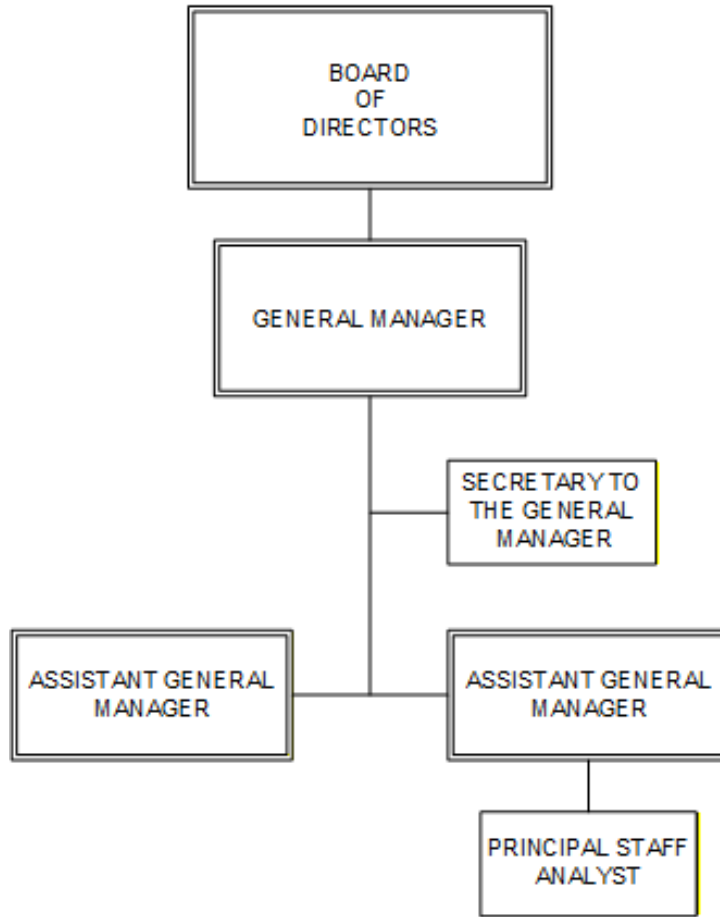 BOARD
OF
DIRECTORS
GENERAL MANAGER
SECRETARY TO
THE GENERAL
MANAGER
ASSISTANT GENERAL
MANAGER
ASSISTANT GENERAL
MANAGER
PRINCIPAL STAFF
ANALYST